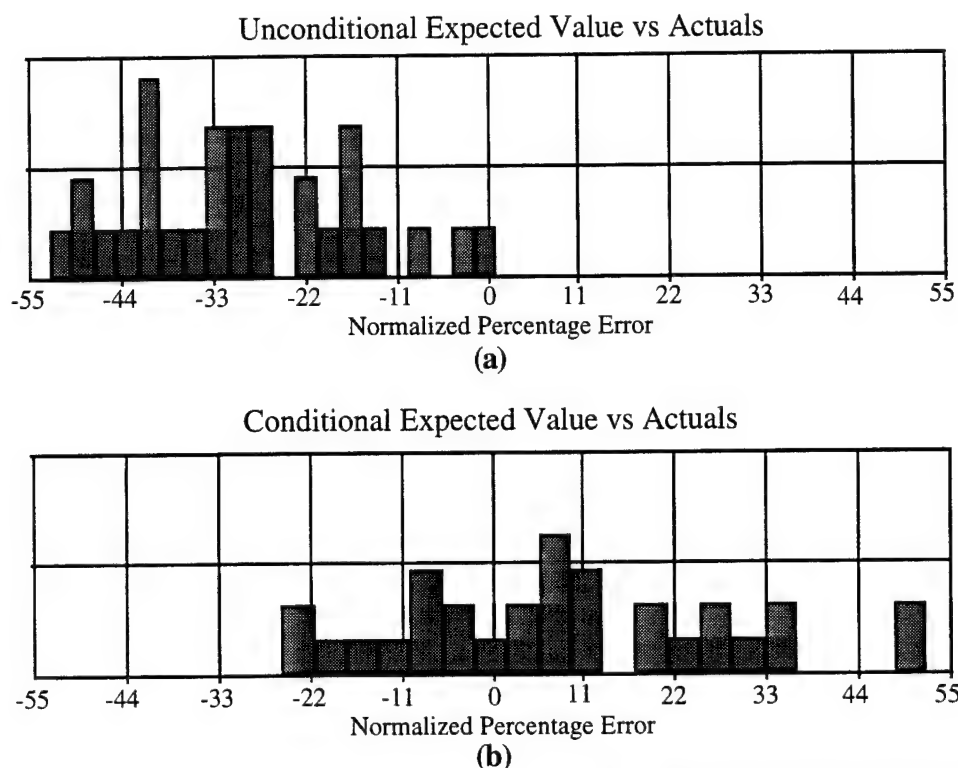 Unconditional Expected Value vs Actuals
-55 -44 -33 -22 -11 0 11 22 33 44 55
Normalized Percentage Error
(a)
Conditional Expected Value vs Actuals
-55 -44 -33 -22 -11 0 11 22 33 44 55
Normalized Percentage Error
(b)